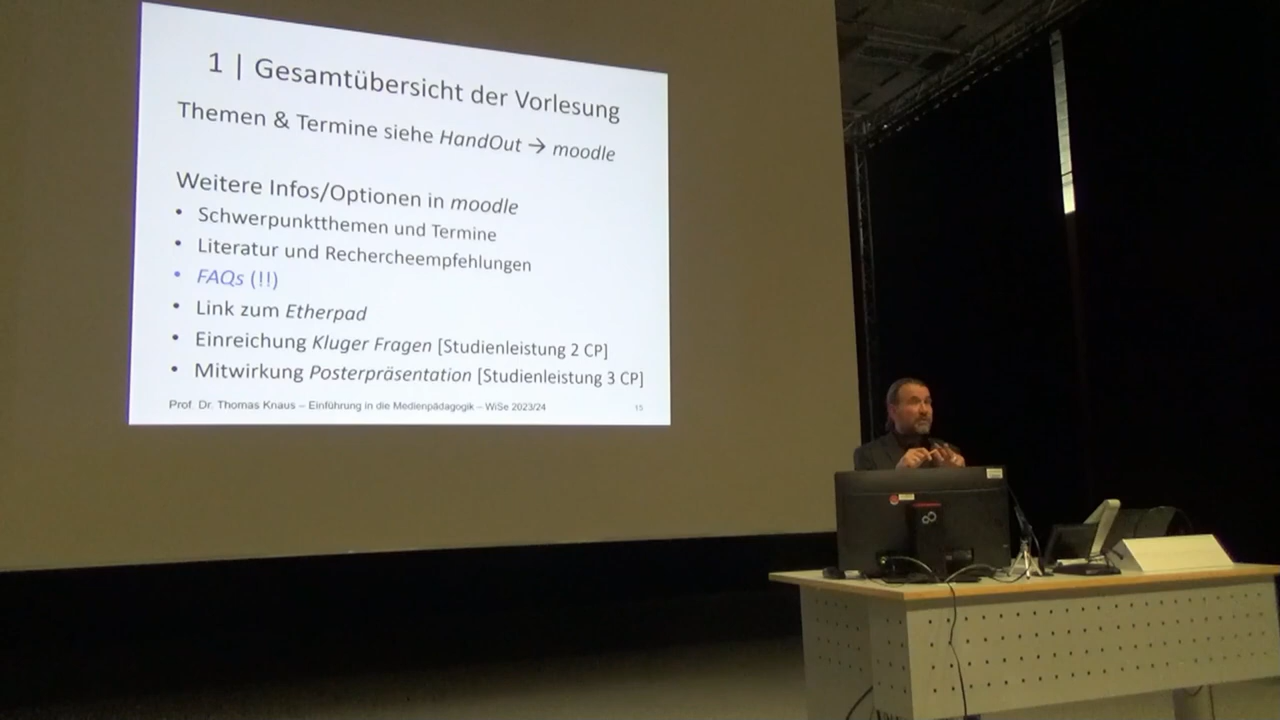 1 | Gesamtübersicht der Vorlesung
Themen & Termine siehe HandOut → moodle
Weitere Infos/Optionen in moodle
• Schwerpunktthemen und Termine
• Literatur und Rechercheempfehlungen
• FAQs (!!)
• Link zum Etherpad
• Einreichung Kluger Fragen [Studienleistung 2 CP]
• Mitwirkung Posterpräsentation [Studienleistung 3 CP]
Prof. Dr. Thomas Knaus – Einführung in die Medienpädagogik – WiSe 2023/24
15